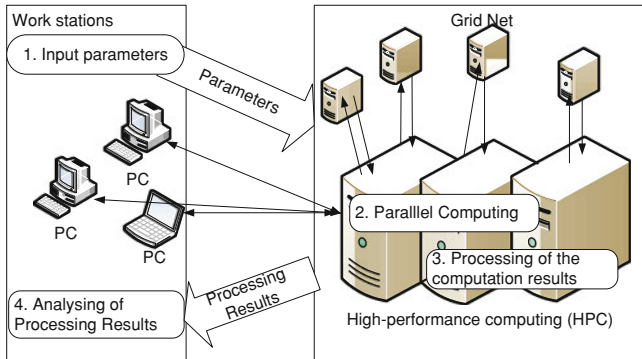 Work stations
1. Input parameters
Parameters
Grid Net
PC
PC
PC
2. Paralllel Computing
3. Processing of the
computation results
Processing
Results
4. Analysing of
Processing Results
High-performance computing (HPC)